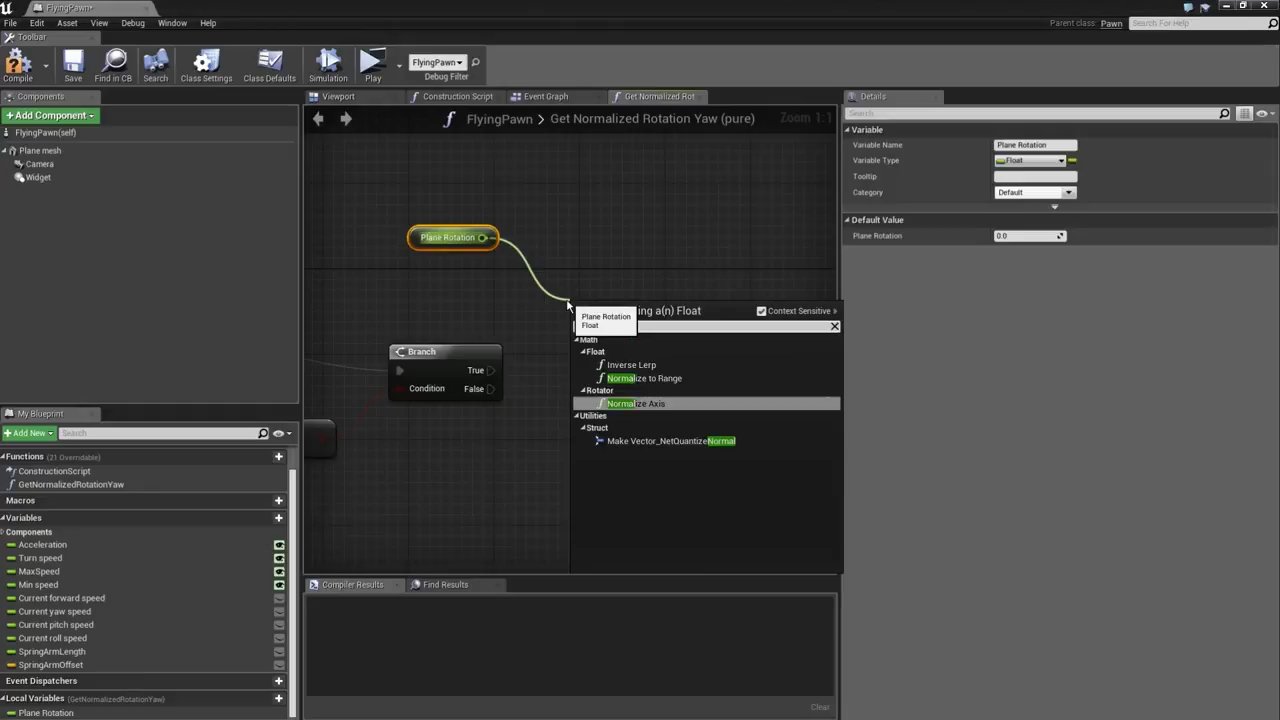 FlyingPawn*
File Edit Asset View Debug Window Help
Parent class: Pawn Search For Help
Toolbar
Compile Save Find in CB Search Class Settings Class Defaults Simulation Play FlyingPawn Debug Filter
Components
+Add Component
FlyingPawn(self)
Plane mesh
Camera
Widget
Viewport Construction Script Event Graph Get Normalized Rot
FlyingPawn > Get Normalized Rotation Yaw (pure) Zoom 1:1
Plane Rotation
ing a(n) Float Context Sensitive
Plane Rotation
Float
Math
Float
Inverse Lerp
Normalize to Range
Rotator
Normalize Axis
Utilities
Struct
Make Vector_NetQuantizeNormal
Branch
True
Condition False
Details
Search
Variable
Variable Name Plane Rotation
Variable Type Float
Tooltip
Category Default
Default Value
Plane Rotation 0.0
My Blueprint
+Add New Search
Functions (21 Overridable)
ConstructionScript
GetNormalizedRotationYaw
Macros
Variables
Components
Acceleration
Turn speed
MaxSpeed
Min speed
Current forward speed
Current yaw speed
Current pitch speed
Current roll speed
SpringArmLength
SpringArmOffset
Event Dispatchers
Local Variables (GetNormalizedRotationYaw)
Plane Rotation
Compiler Results Find Results
Clear